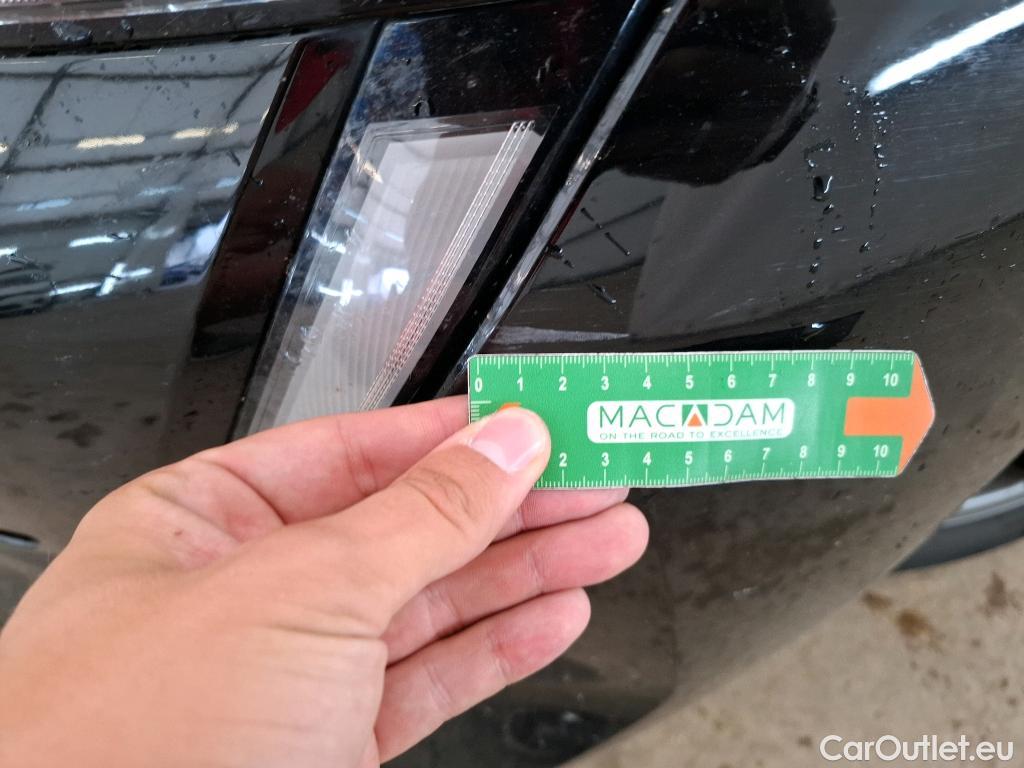 0 1 2 3 4 5 6 7 8 9 10
MACADAM
ON THE ROAD TO EXCELLENCE
2 3 4 5 6 7 8 9 10
CarOutlet.eu